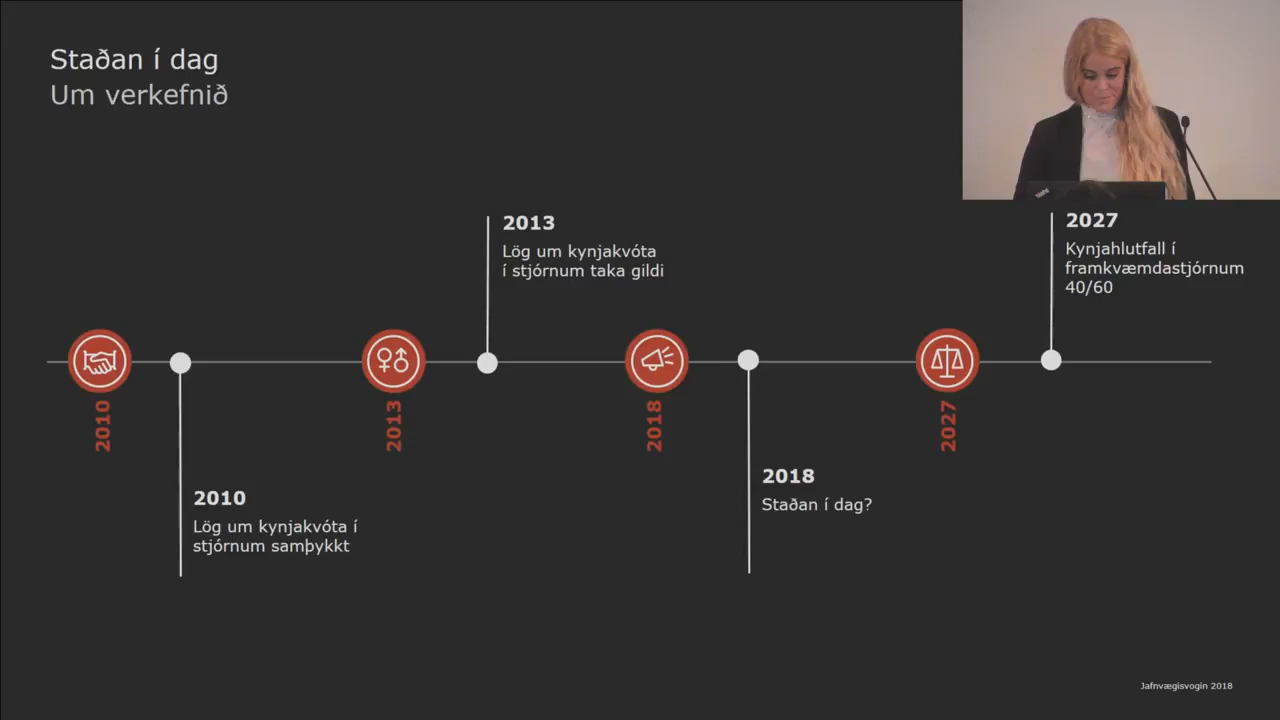 Staðan í dag
Um verkefnið
2010
2010
Lög um kynjakvóta í
stjórnum samþykkt
2013
2013
Lög um kynjakvóta
í stjórnum taka gildi
2018
2018
Staðan í dag?
2027
2027
Kynjahlutfall í
framkvæmdastjórnum
40/60
Jafnvægisvogin 2018